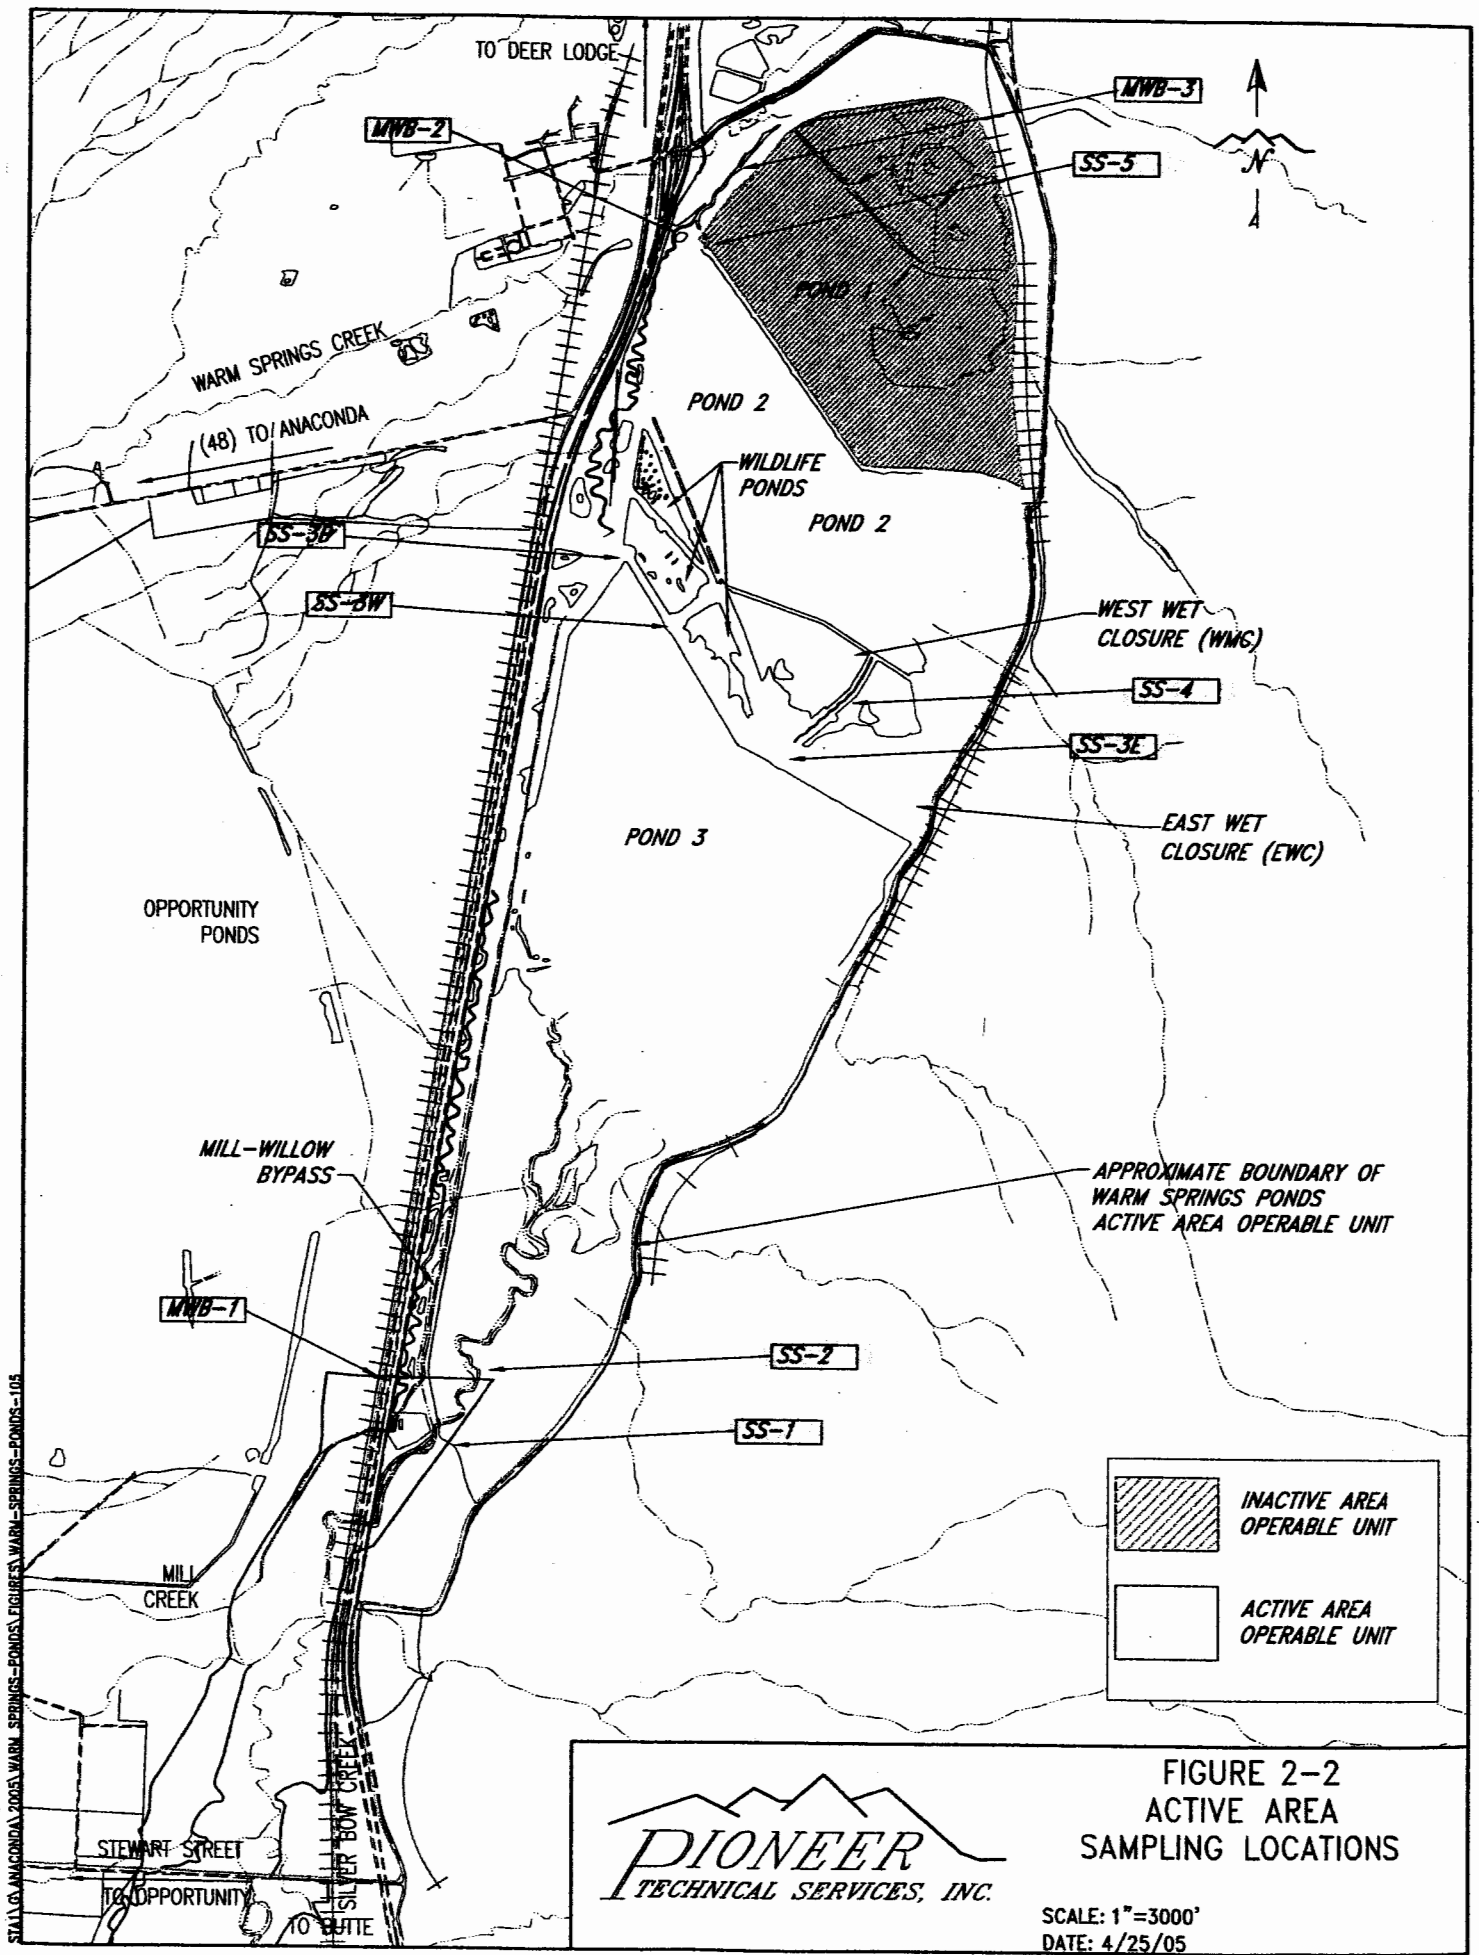 TO DEER LODGE
MWB-3
MWB-2
SS-5
N
POND 1
WARM SPRINGS CREEK
POND 2
(48) TO ANACONDA
WILDLIFE
PONDS
POND 2
SS-3B
SS-3W
WEST WET
CLOSURE (WMG)
SS-4
SS-3E
EAST WET
CLOSURE (EWC)
POND 3
OPPORTUNITY
PONDS
MILL-WILLOW
BYPASS
APPROXIMATE BOUNDARY OF
WARM SPRINGS PONDS
ACTIVE AREA OPERABLE UNIT
MWB-1
SS-2
SS-1
INACTIVE AREA
OPERABLE UNIT
MILL
CREEK
ACTIVE AREA
OPERABLE UNIT
SILVER BOW CREEK
STEWART STREET
TO OPPORTUNITY
TO BUTTE
PIONEER
TECHNICAL SERVICES, INC.
FIGURE 2-2
ACTIVE AREA
SAMPLING LOCATIONS
SCALE: 1"=3000'
DATE: 4/25/05